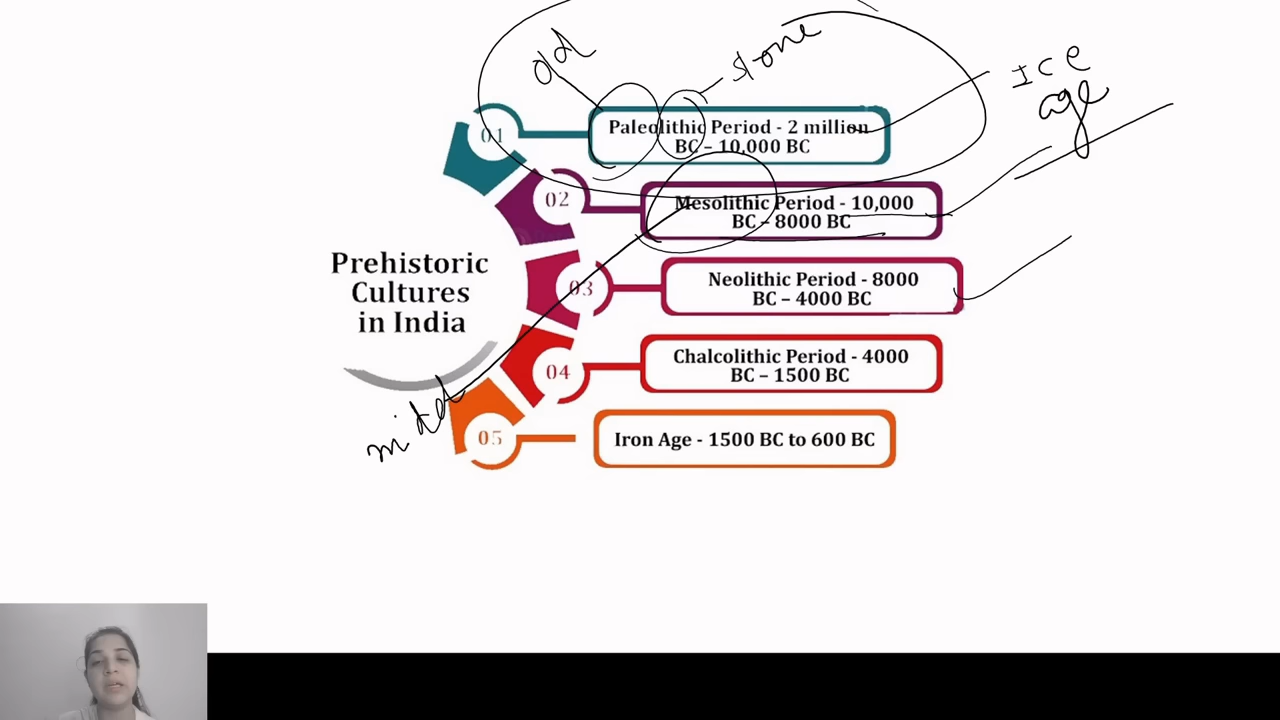 old
stone
ICE
age
01
Paleolithic Period - 2 million
BC – 10,000 BC
02
Mesolithic Period - 10,000
BC – 8000 BC
Prehistoric
Cultures
in India
03
Neolithic Period - 8000
BC – 4000 BC
04
Chalcolithic Period - 4000
BC – 1500 BC
05
Iron Age - 1500 BC to 600 BC